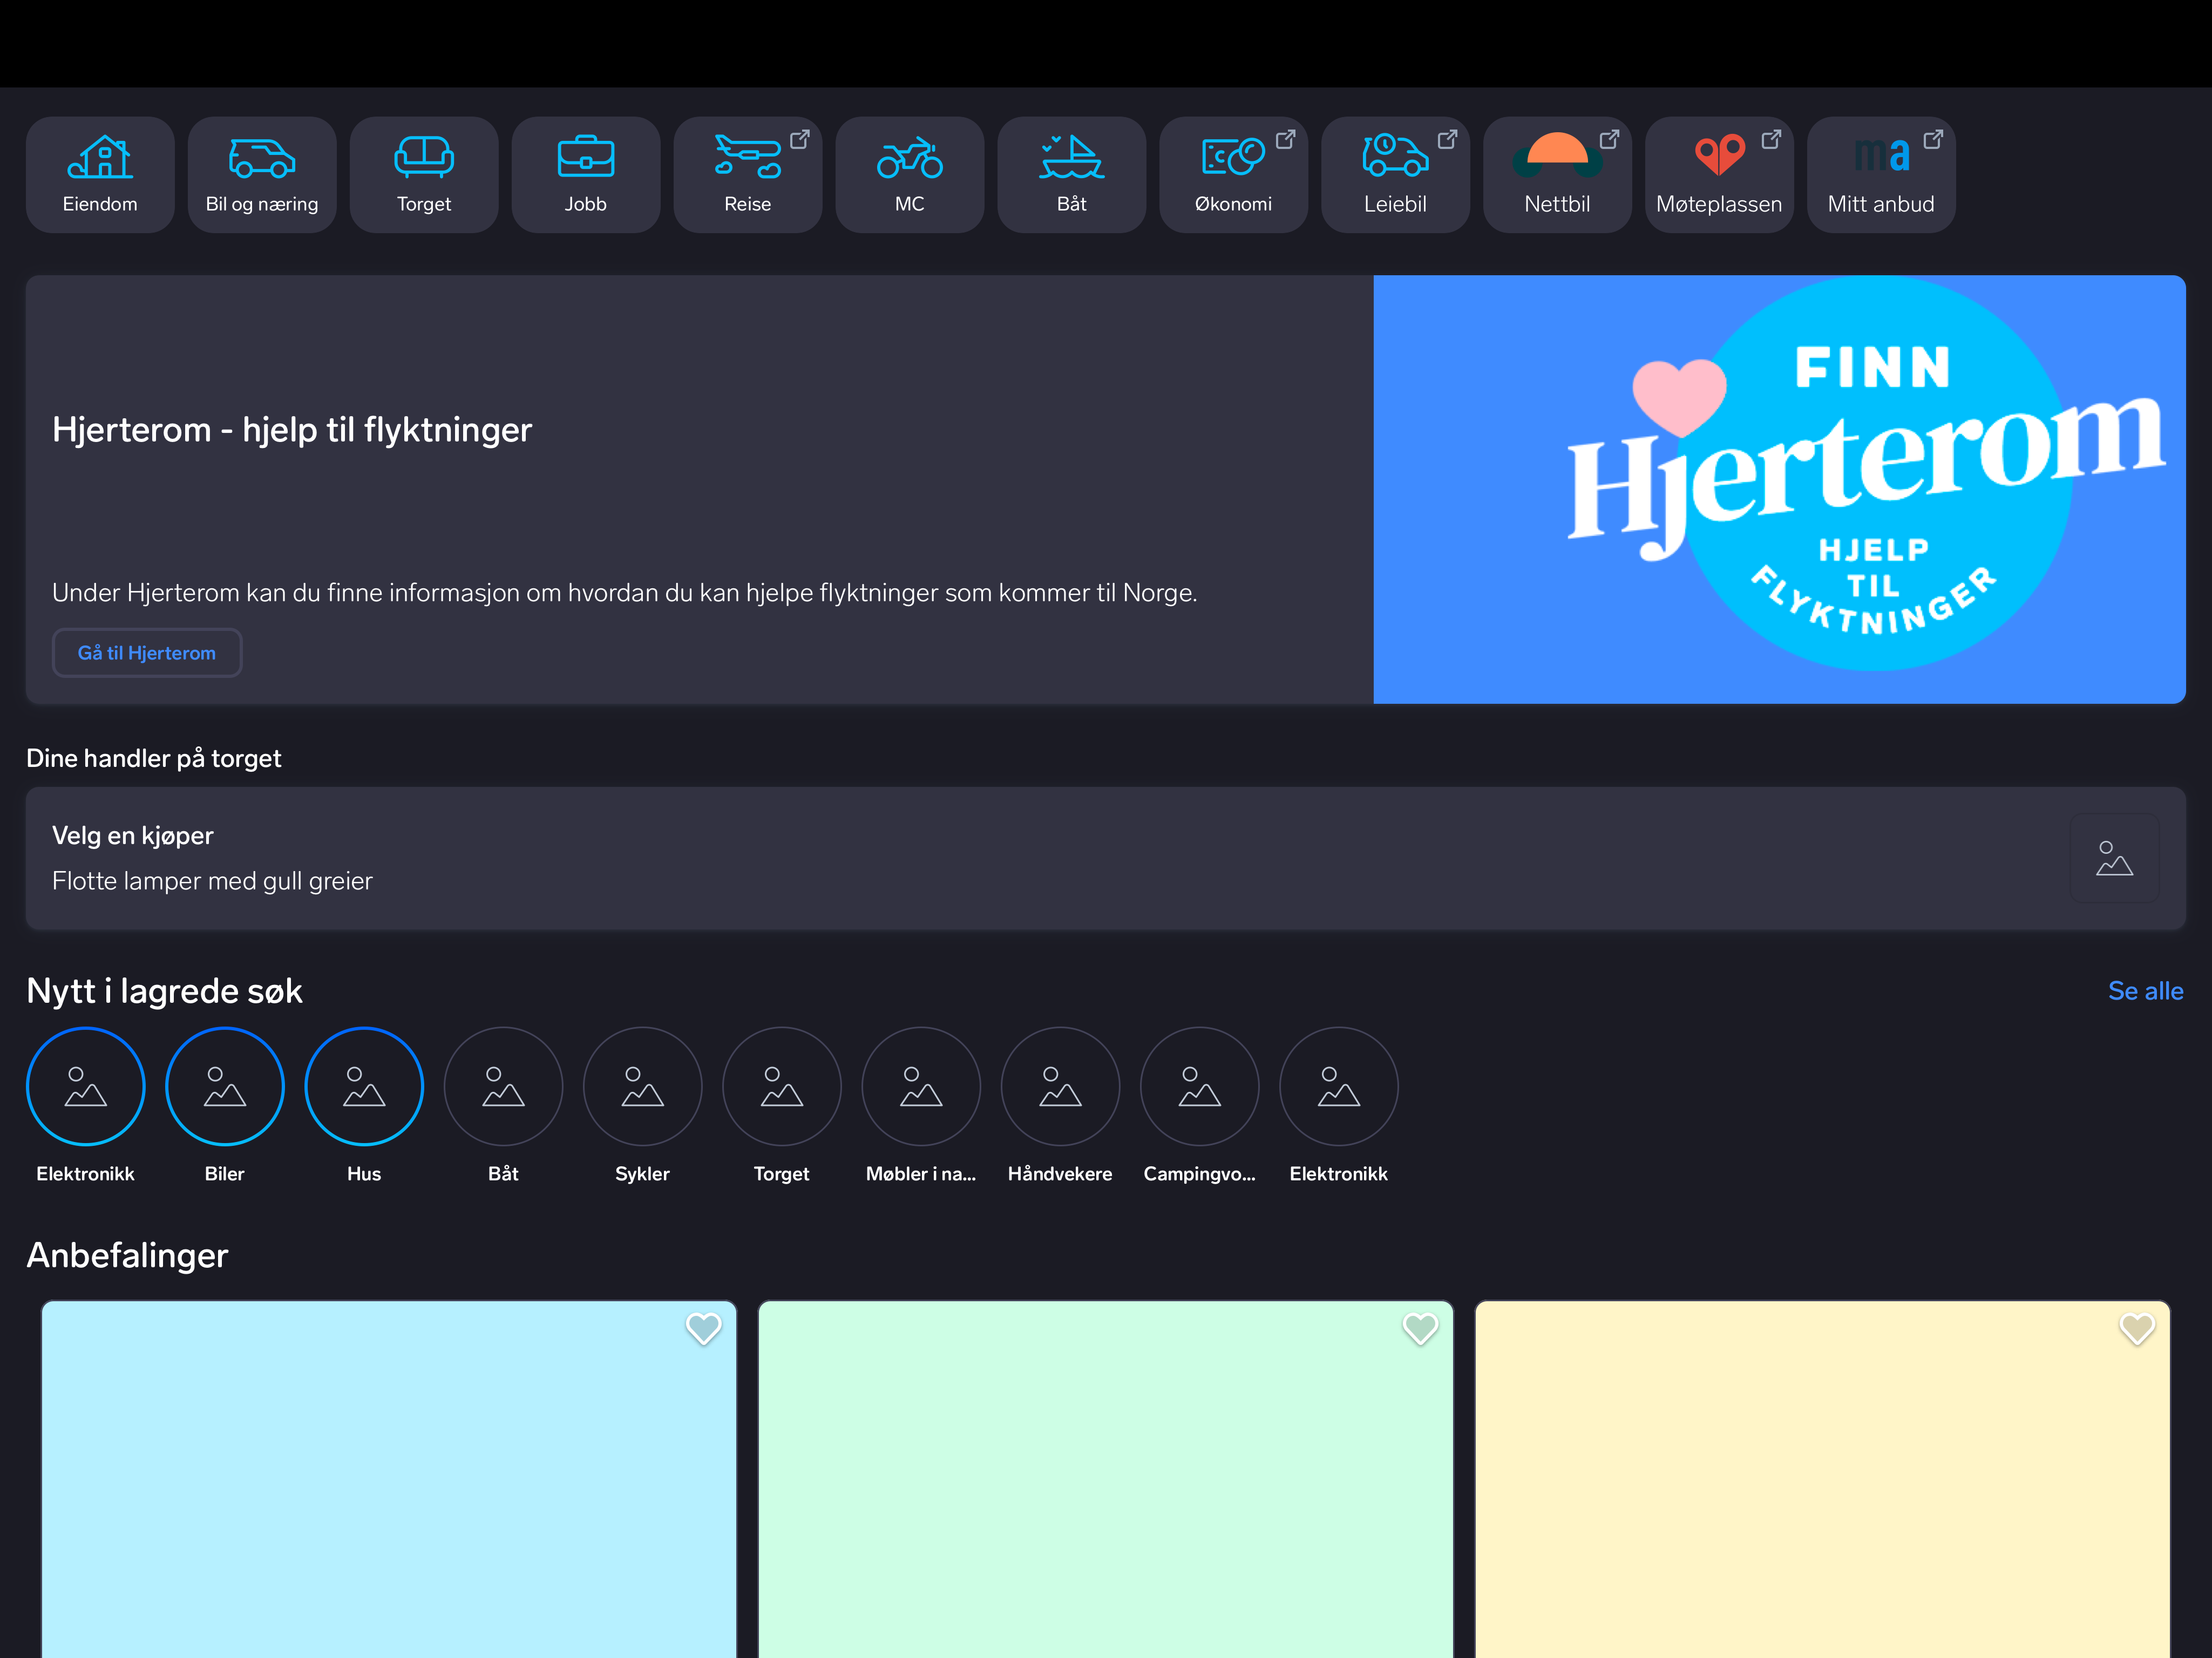 Eiendom
Bil og næring
Torget
Jobb
Reise
MC
Båt
Økonomi
Leiebil
Nettbil
Møteplassen
ma
Mitt anbud
Hjerterom - hjelp til flyktninger
Under Hjerterom kan du finne informasjon om hvordan du kan hjelpe flyktninger som kommer til Norge.
Gå til Hjerterom
FINN
Hjerterom
HJELP
TIL
FLYKTNINGER
Dine handler på torget
Velg en kjøper
Flotte lamper med gull greier
Nytt i lagrede søk
Se alle
Elektronikk
Biler
Hus
Båt
Sykler
Torget
Møbler i na...
Håndvekere
Campingvo...
Elektronikk
Anbefalinger